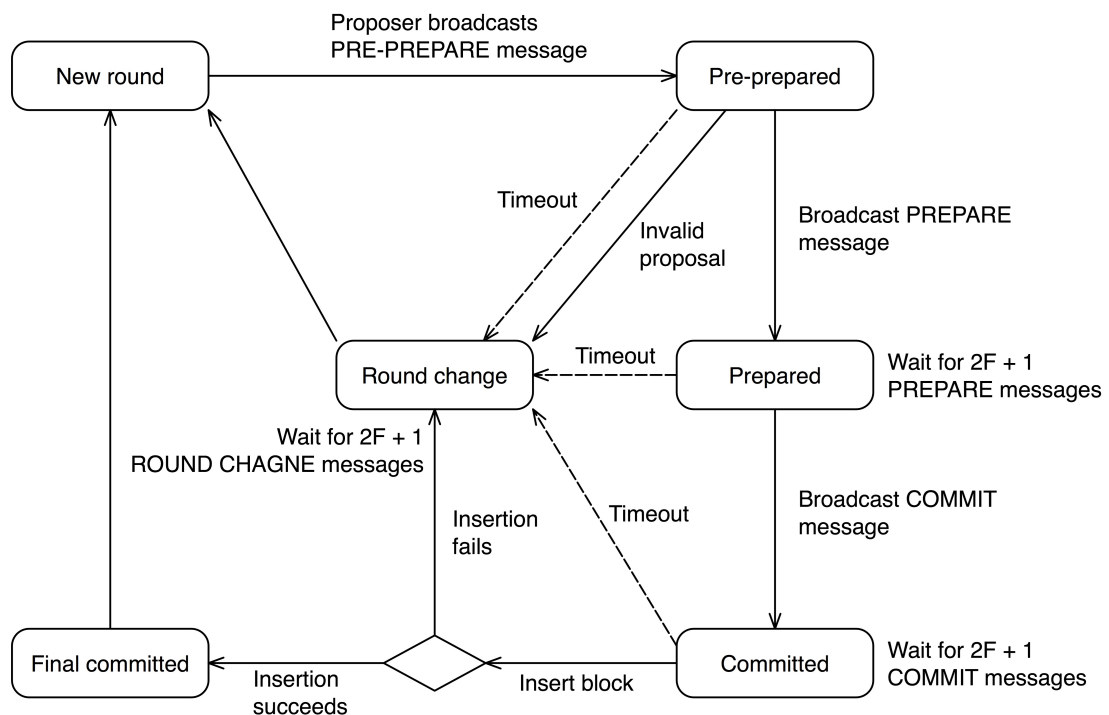 Proposer broadcasts
PRE-PREPARE message
New round
Pre-prepared
Timeout
Invalid
proposal
Broadcast PREPARE
message
Round change
Timeout
Prepared
Wait for 2F + 1
PREPARE messages
Wait for 2F + 1
ROUND CHAGNE messages
Insertion
fails
Timeout
Broadcast COMMIT
message
Final committed
Insertion
succeeds
Insert block
Committed
Wait for 2F + 1
COMMIT messages